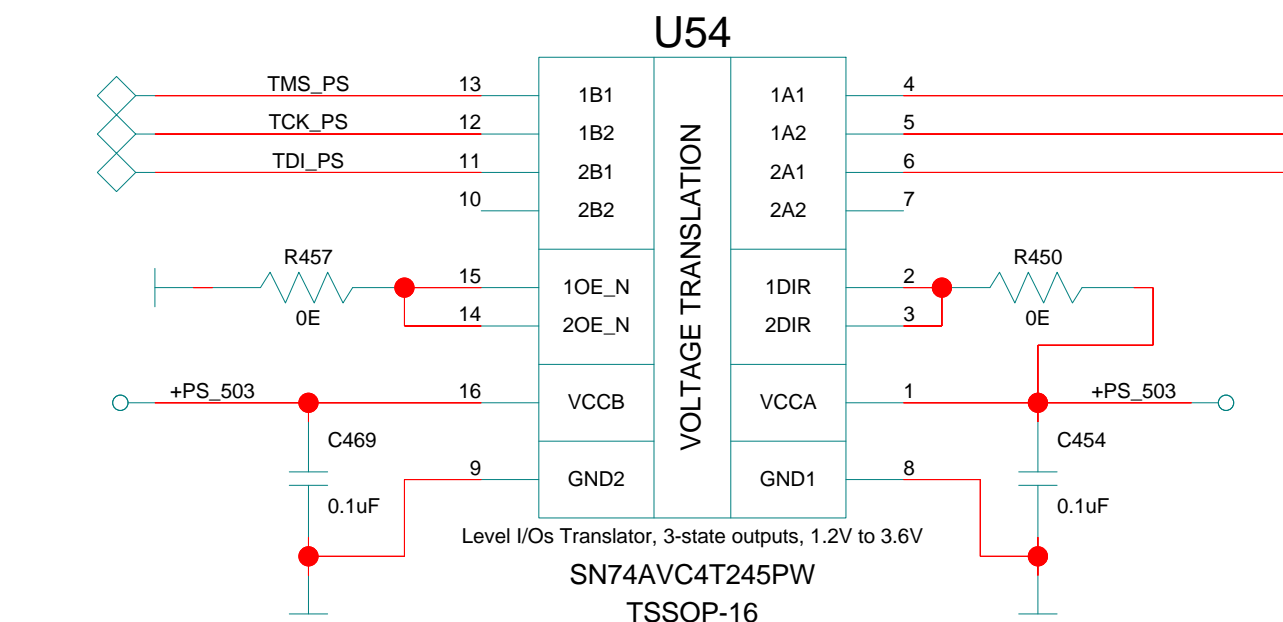 U54
TMS_PS 13 1B1 1A1 4
TCK_PS 12 1B2 1A2 5
TDI_PS 11 2B1 2A1 6
10 2B2 2A2 7
VOLTAGE TRANSLATION
R457 R450
15 1OE_N 1DIR 2
0E 0E
14 2OE_N 2DIR 3
+PS_503 16 VCCB VCCA 1 +PS_503
C469 C454
9 GND2 GND1 8
0.1uF 0.1uF
Level I/Os Translator, 3-state outputs, 1.2V to 3.6V
SN74AVC4T245PW
TSSOP-16